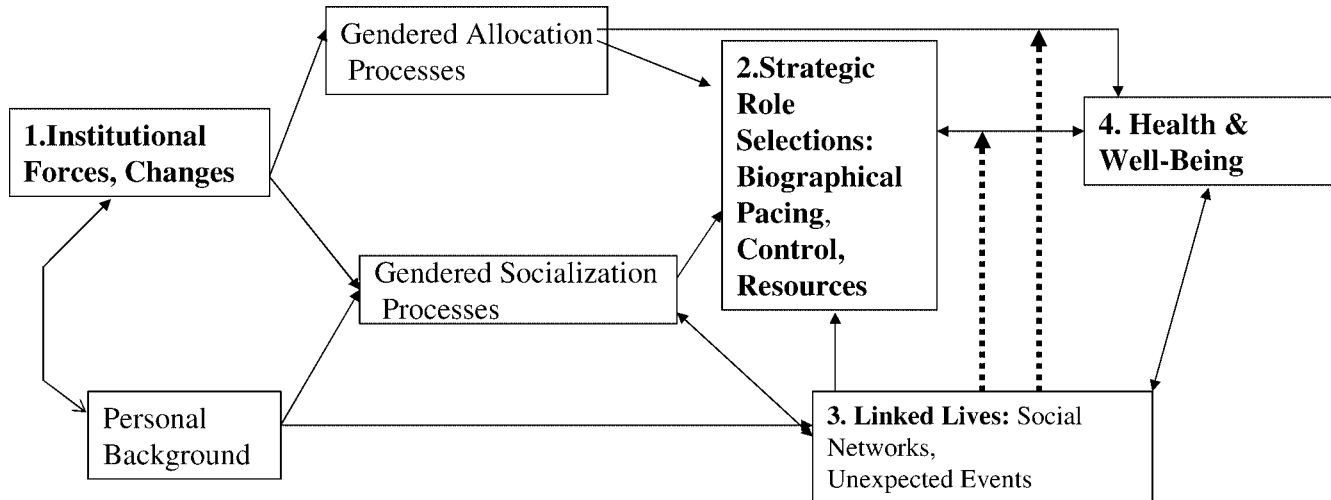 Gendered Allocation
Processes
1.Institutional
Forces, Changes
2.Strategic
Role
Selections:
Biographical
Pacing,
Control,
Resources
4. Health &
Well-Being
Gendered Socialization
Processes
Personal
Background
3. Linked Lives: Social
Networks,
Unexpected Events